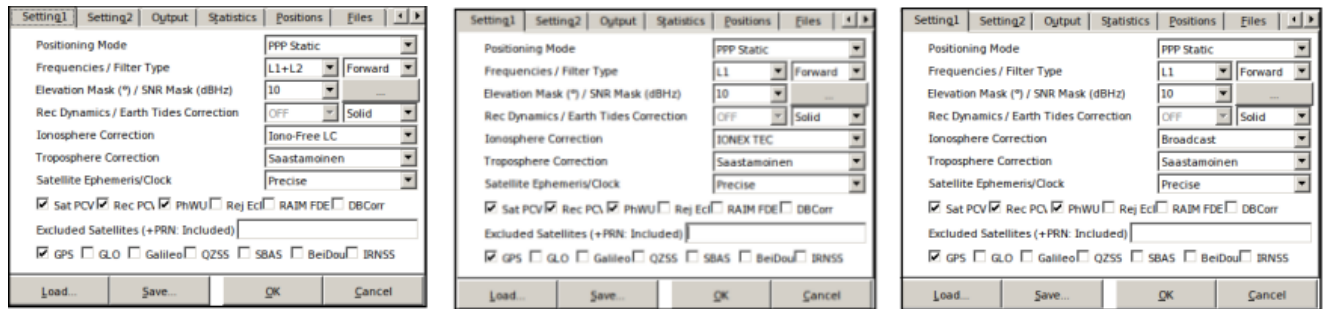 Setting1 Setting2 Output Statistics Positions Files
Positioning Mode PPP Static
Frequencies / Filter Type L1+L2 Forward
Elevation Mask (°) / SNR Mask (dBHz) 10 ...
Rec Dynamics / Earth Tides Correction OFF Solid
Ionosphere Correction Iono-Free LC
Troposphere Correction Saastamoinen
Satellite Ephemeris/Clock Precise
Sat PCV Rec PCV PhWU Rej Ecl RAIM FDE DBCorr
Excluded Satellites (+PRN: Included)
GPS GLO Galileo QZSS SBAS BeiDou IRNSS
Load... Save... OK Cancel
Setting1 Setting2 Output Statistics Positions Files
Positioning Mode PPP Static
Frequencies / Filter Type L1 Forward
Elevation Mask (°) / SNR Mask (dBHz) 10 ...
Rec Dynamics / Earth Tides Correction OFF Solid
Ionosphere Correction IONEX TEC
Troposphere Correction Saastamoinen
Satellite Ephemeris/Clock Precise
Sat PCV Rec PCV PhWU Rej Ecl RAIM FDE DBCorr
Excluded Satellites (+PRN: Included)
GPS GLO Galileo QZSS SBAS BeiDou IRNSS
Load... Save... OK Cancel
Setting1 Setting2 Output Statistics Positions Files
Positioning Mode PPP Static
Frequencies / Filter Type L1 Forward
Elevation Mask (°) / SNR Mask (dBHz) 10 ...
Rec Dynamics / Earth Tides Correction OFF Solid
Ionosphere Correction Broadcast
Troposphere Correction Saastamoinen
Satellite Ephemeris/Clock Precise
Sat PCV Rec PCV PhWU Rej Ecl RAIM FDE DBCorr
Excluded Satellites (+PRN: Included)
GPS GLO Galileo QZSS SBAS BeiDou IRNSS
Load... Save... OK Cancel